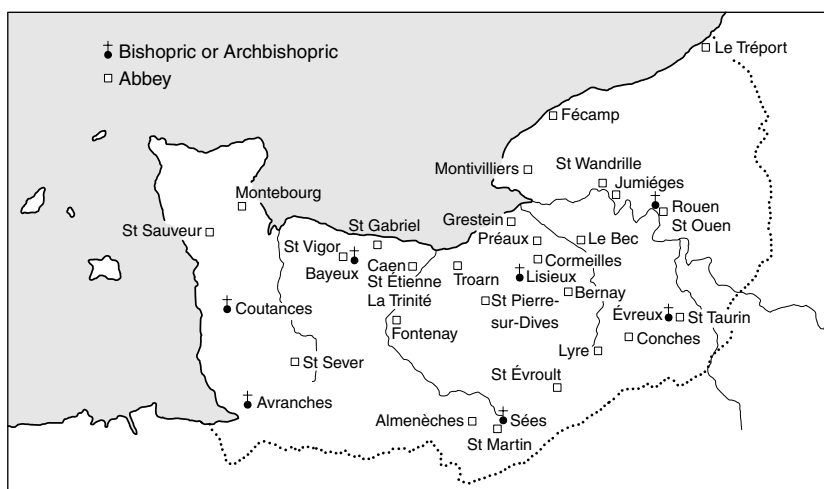 Bishopric or Archbishopric
Abbey
Le Tréport
Fécamp
Montivilliers
St Wandrille
Jumiéges
Rouen
St Ouen
Montebourg
St Sauveur
St Gabriel
St Vigor
Bayeux
Caen
St Étienne
La Trinité
Grestein
Préaux
Le Bec
Cormeilles
Troarn
Lisieux
Bernay
St Pierre-
sur-Dives
Coutances
Fontenay
Évreux
St Taurin
Conches
Lyre
St Sever
St Évroult
Avranches
Almenèches
Sées
St Martin